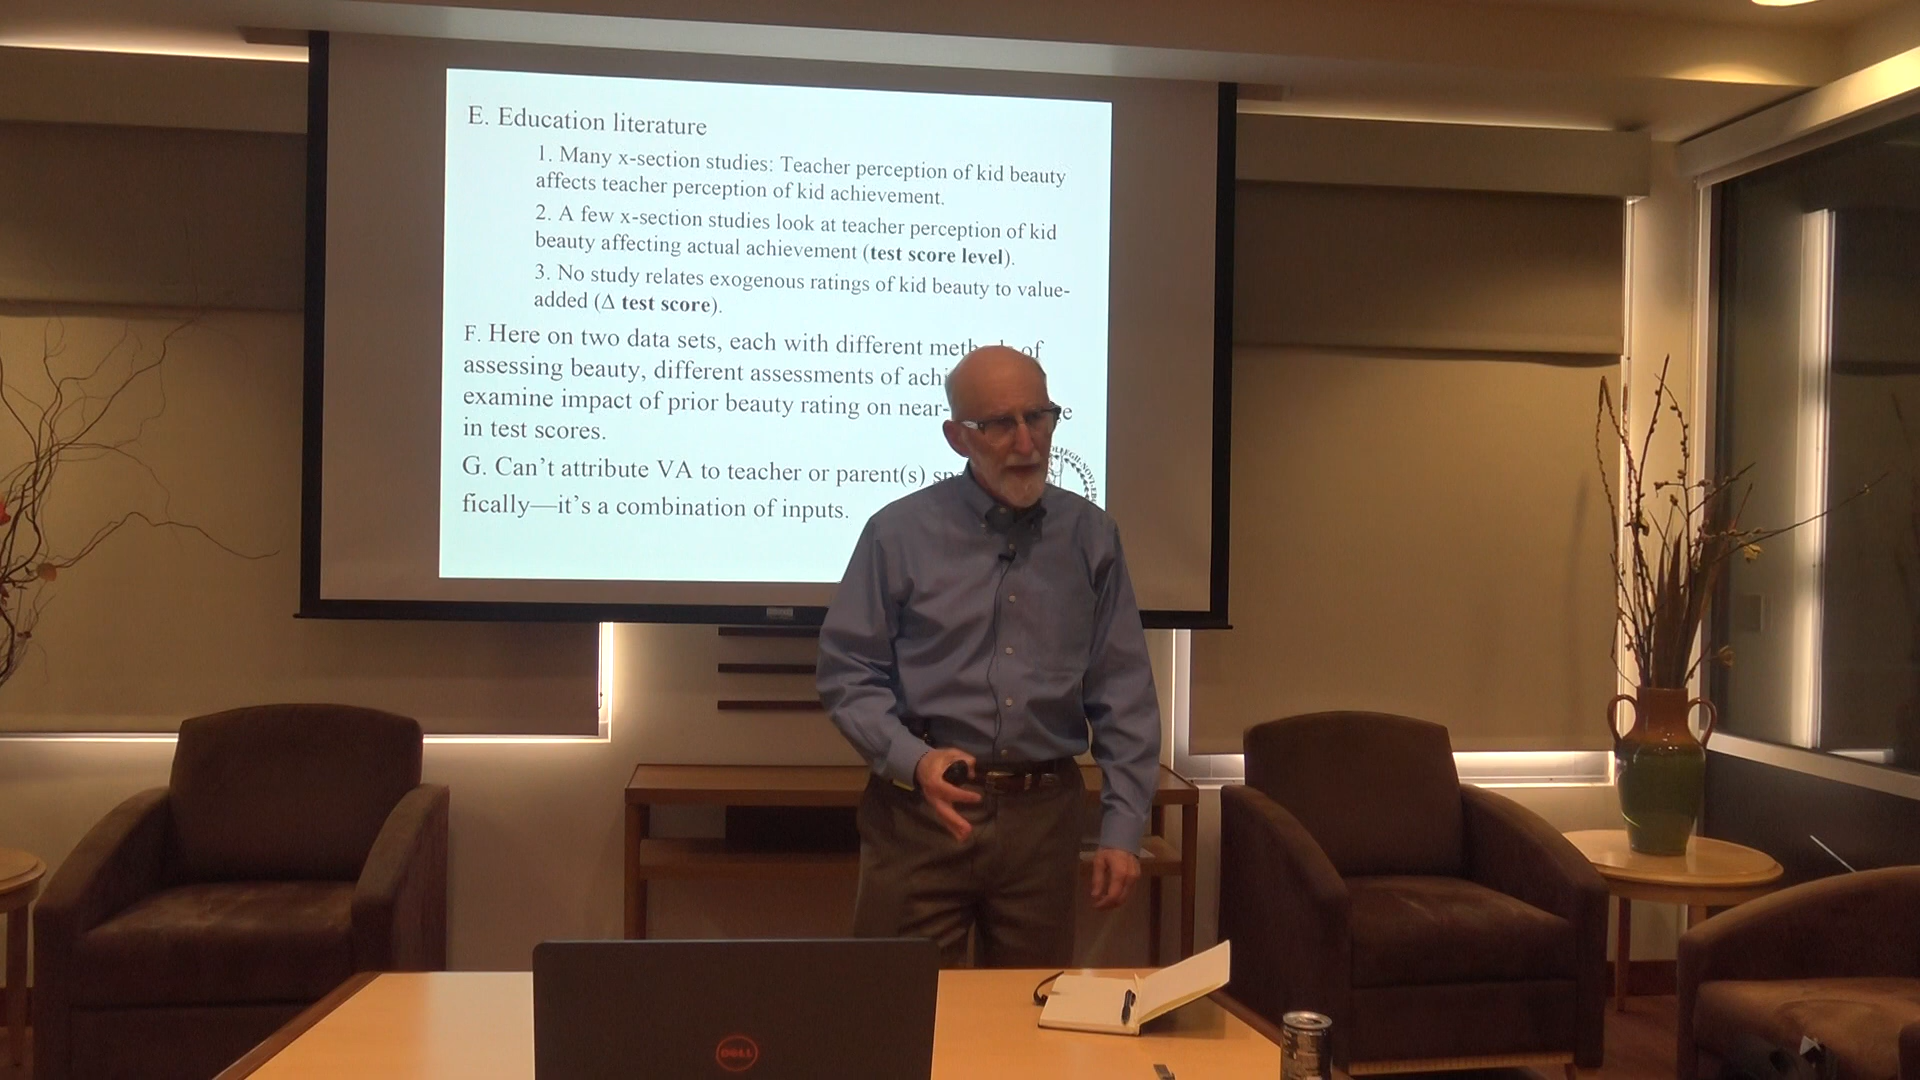 E. Education literature
1. Many x-section studies: Teacher perception of kid beauty
affects teacher perception of kid achievement.
2. A few x-section studies look at teacher perception of kid
beauty affecting actual achievement (test score level).
3. No study relates exogenous ratings of kid beauty to value-
added (Δ test score).
F. Here on two data sets, each with different of
assessing beauty, different assessments of
examine impact of prior beauty rating on near-
in test scores.
G. Can't attribute VA to teacher or parent(s)
fically—it's a combination of inputs.
DELL